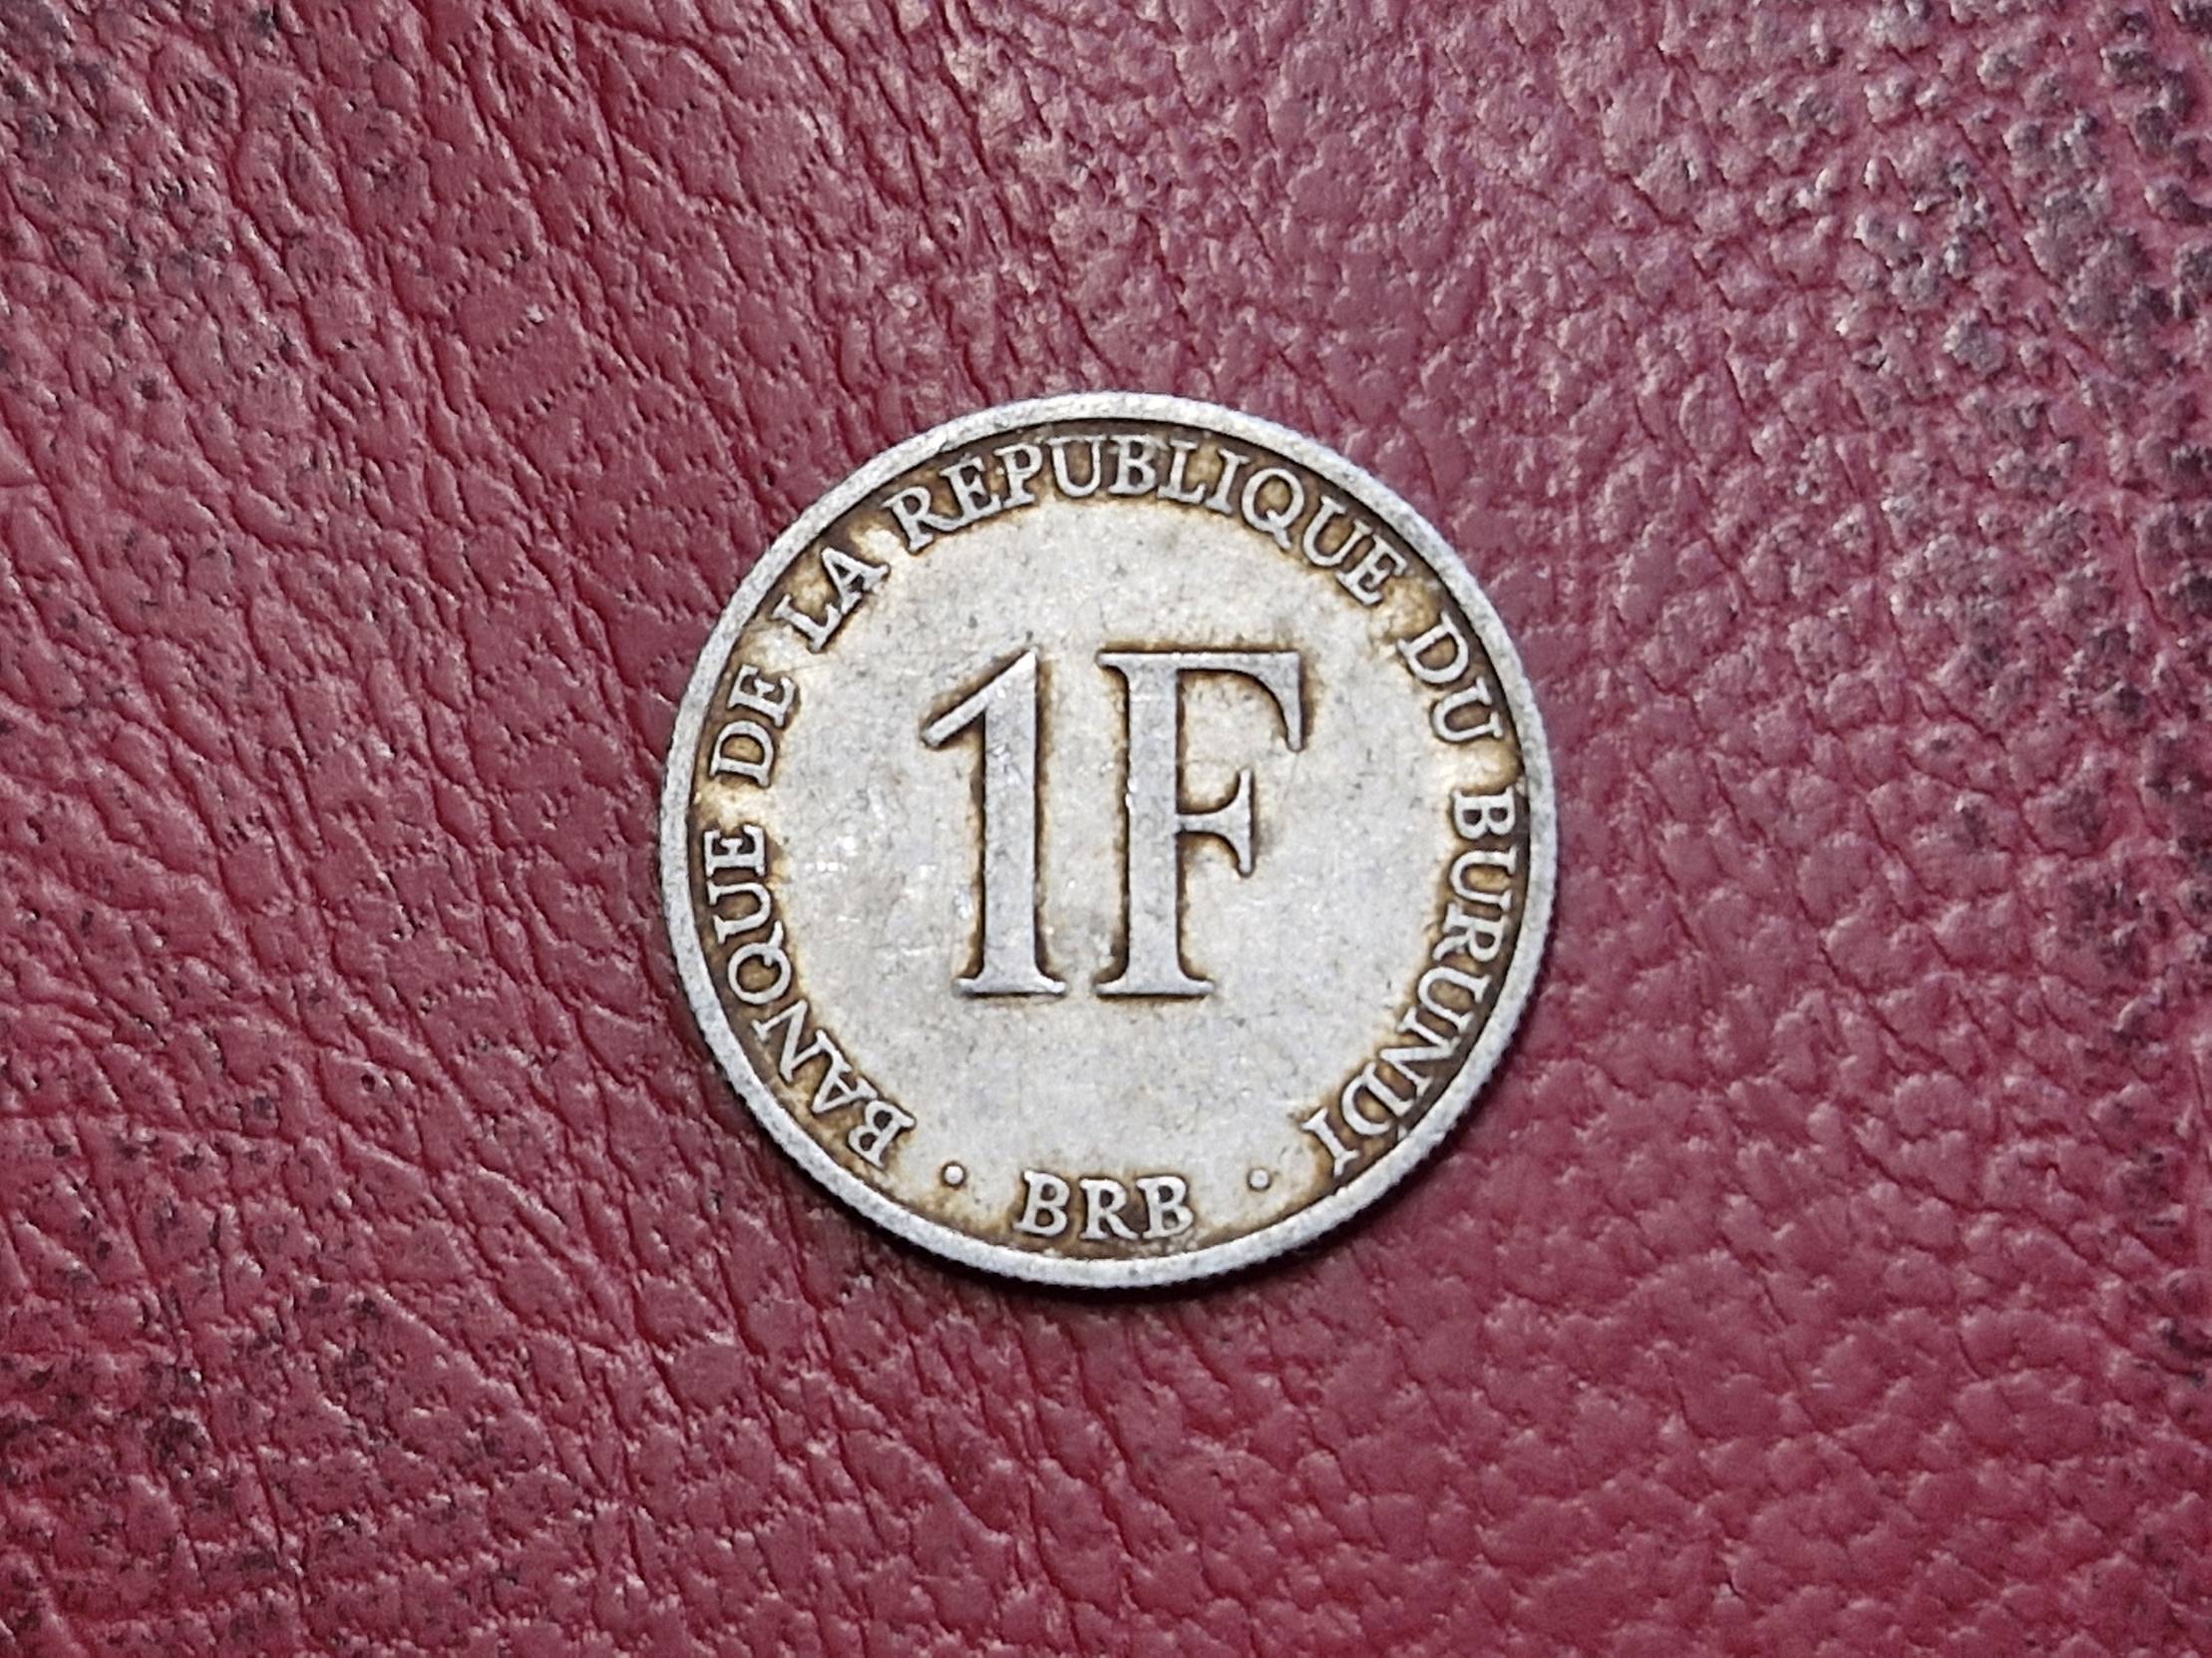 BANQUE DE LA REPUBLIQUE DU BURUNDI
1F
• BRB •